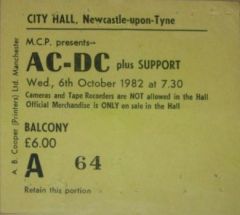 CITY HALL, Newcastle-upon-Tyne
M.C.P. presents—
AC-DC plus SUPPORT
Wed., 6th October 1982 at 7.30
Cameras and Tape Recorders are NOT allowed in the Hall
Official Merchandise is ONLY on sale in the Hall
BALCONY
£6.00
A 64
Retain this portion
A. B. Cooper (Printers) Ltd. Manchester